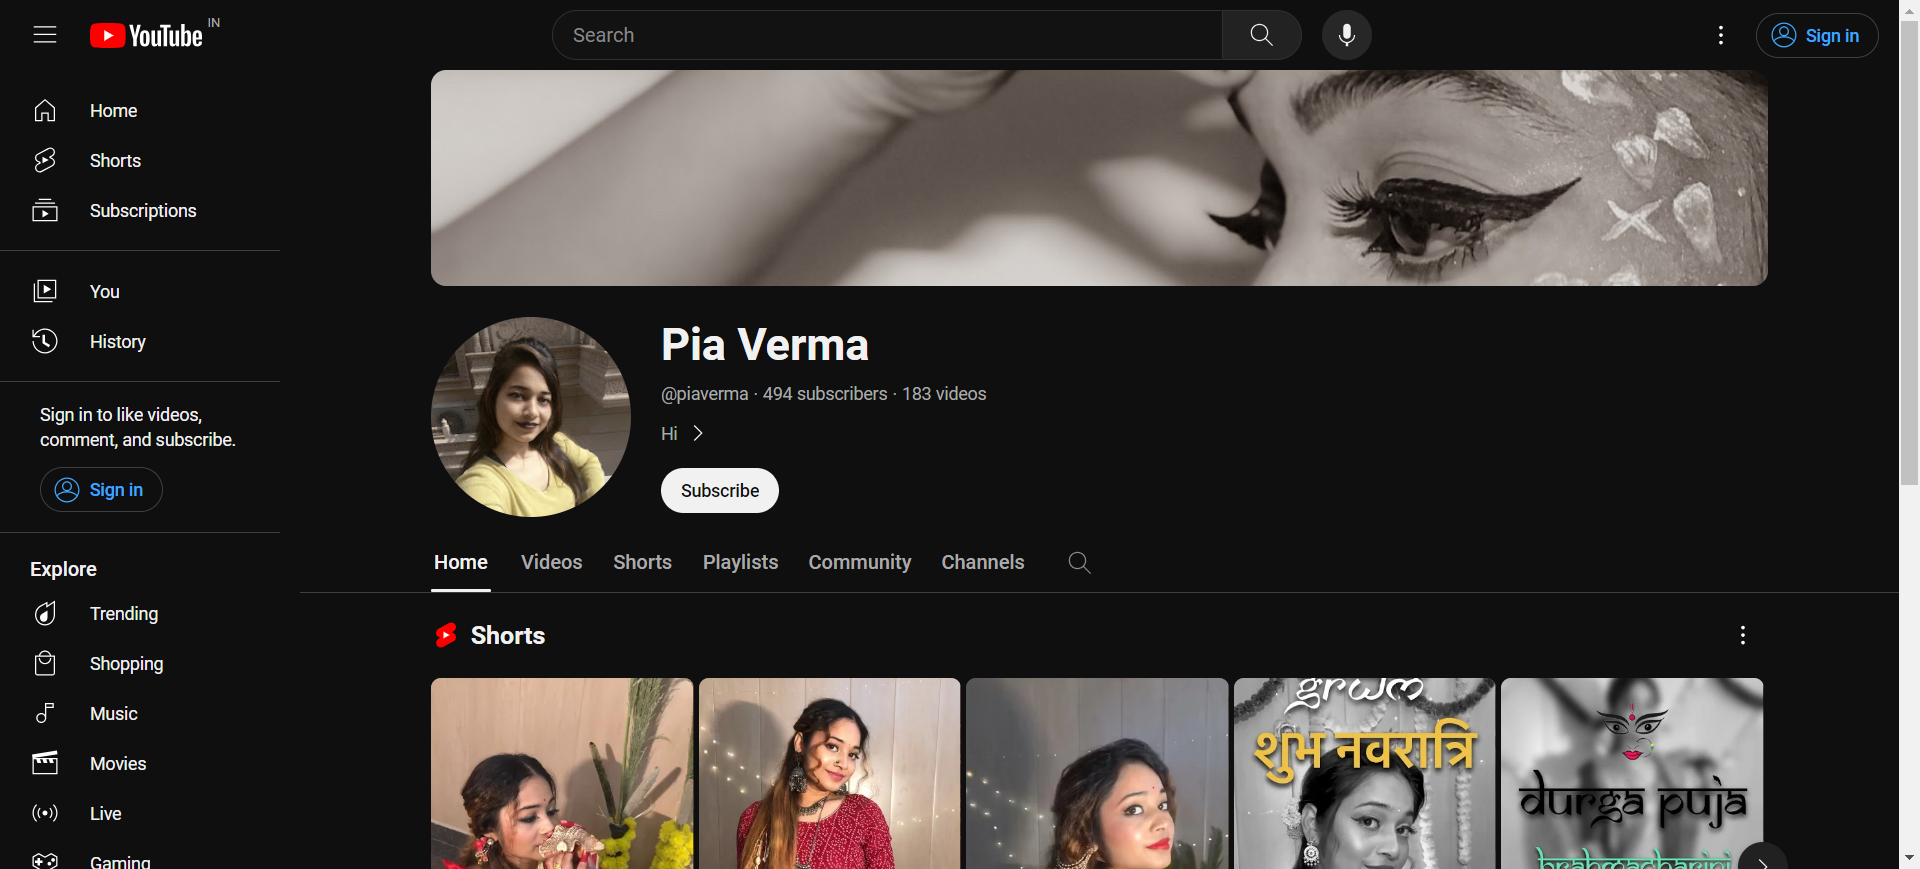 YouTube IN
Search
Sign in
Home
Shorts
Subscriptions
You
History
Sign in to like videos,
comment, and subscribe.
Sign in
Explore
Trending
Shopping
Music
Movies
Live
Gaming
Pia Verma
@piaverma · 494 subscribers · 183 videos
Hi
Subscribe
Home Videos Shorts Playlists Community Channels
Shorts
grwm
शुभ नवरात्रि
durga puja
brahmacharini